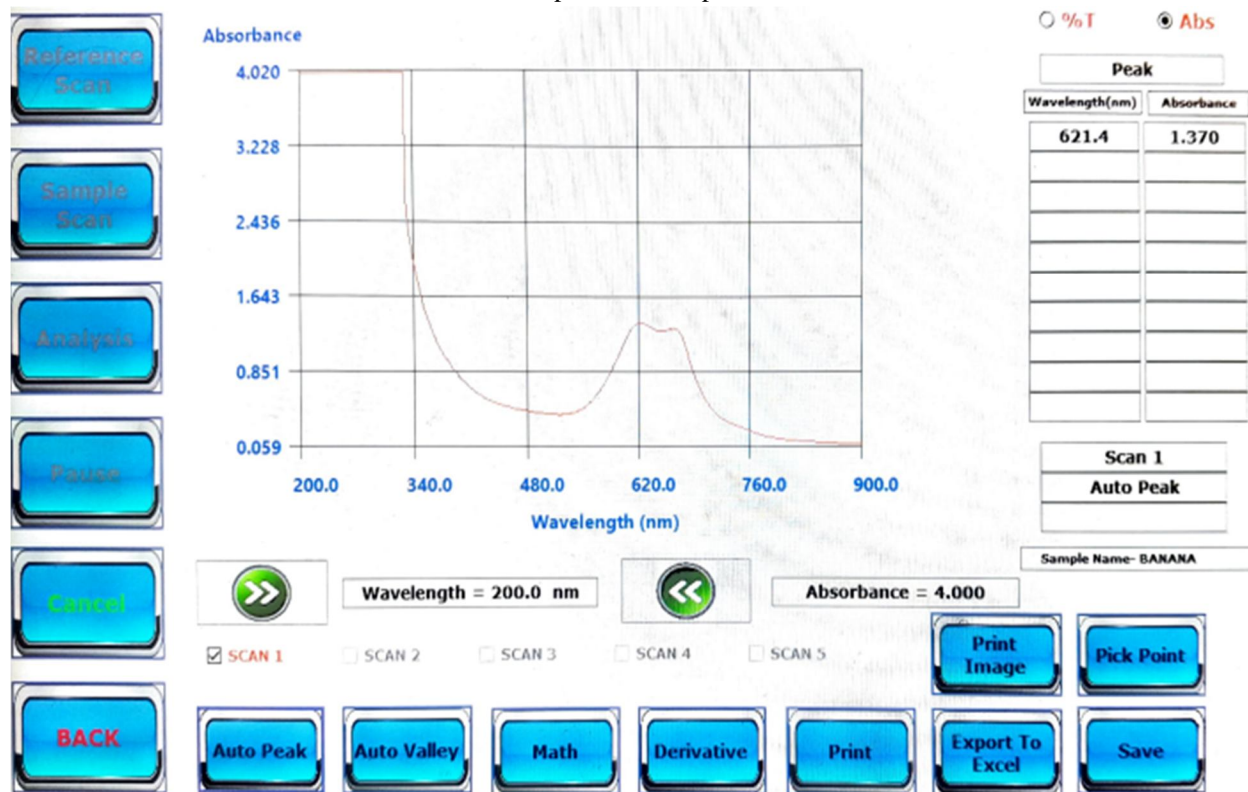 Reference
Scan
Sample
Scan
Analysis
Pause
Cancel
BACK
Absorbance
4.020
3.228
2.436
1.643
0.851
0.059
200.0 340.0 480.0 620.0 760.0 900.0
Wavelength (nm)
%T Abs
Peak
Wavelength(nm) Absorbance
621.4 1.370
Scan 1
Auto Peak
Sample Name- BANANA
Wavelength = 200.0 nm
Absorbance = 4.000
SCAN 1 SCAN 2 SCAN 3 SCAN 4 SCAN 5
Print
Image
Pick Point
Auto Peak
Auto Valley
Math
Derivative
Print
Export To
Excel
Save